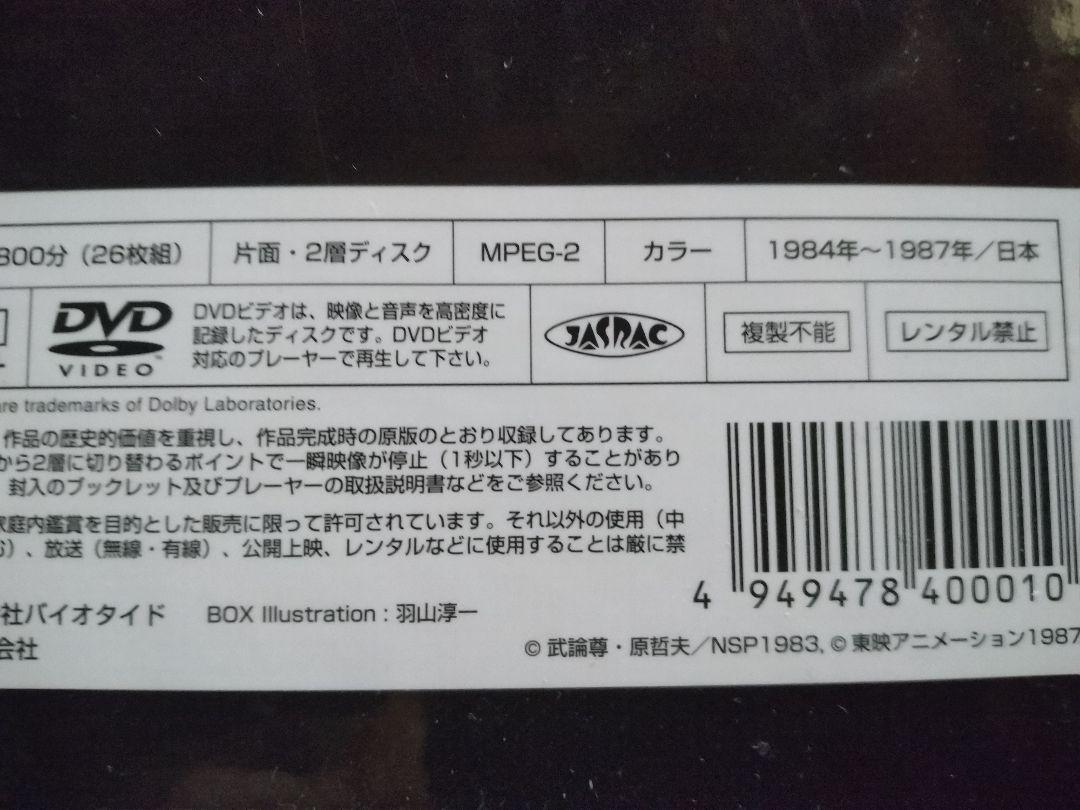 300分（26枚組）　片面・2層ディスク　MPEG-2　カラー　1984年～1987年／日本
DVD
VIDEO
DVDビデオは、映像と音声を高密度に
記録したディスクです。DVDビデオ
対応のプレーヤーで再生して下さい。
JASRAC
複製不能
レンタル禁止
are trademarks of Dolby Laboratories.
作品の歴史的価値を重視し、作品完成時の原版のとおり収録してあります。
から2層に切り替わるポイントで一瞬映像が停止（1秒以下）することがあり
封入のブックレット及びプレーヤーの取扱説明書などをご参照ください。
家庭内鑑賞を目的とした販売に限って許可されています。それ以外の使用（中
む）、放送（無線・有線）、公開上映、レンタルなどに使用することは厳に禁
社バイオタイド　BOX Illustration : 羽山淳一
会社
4 949478 400010
© 武論尊・原哲夫／NSP1983, © 東映アニメーション1987